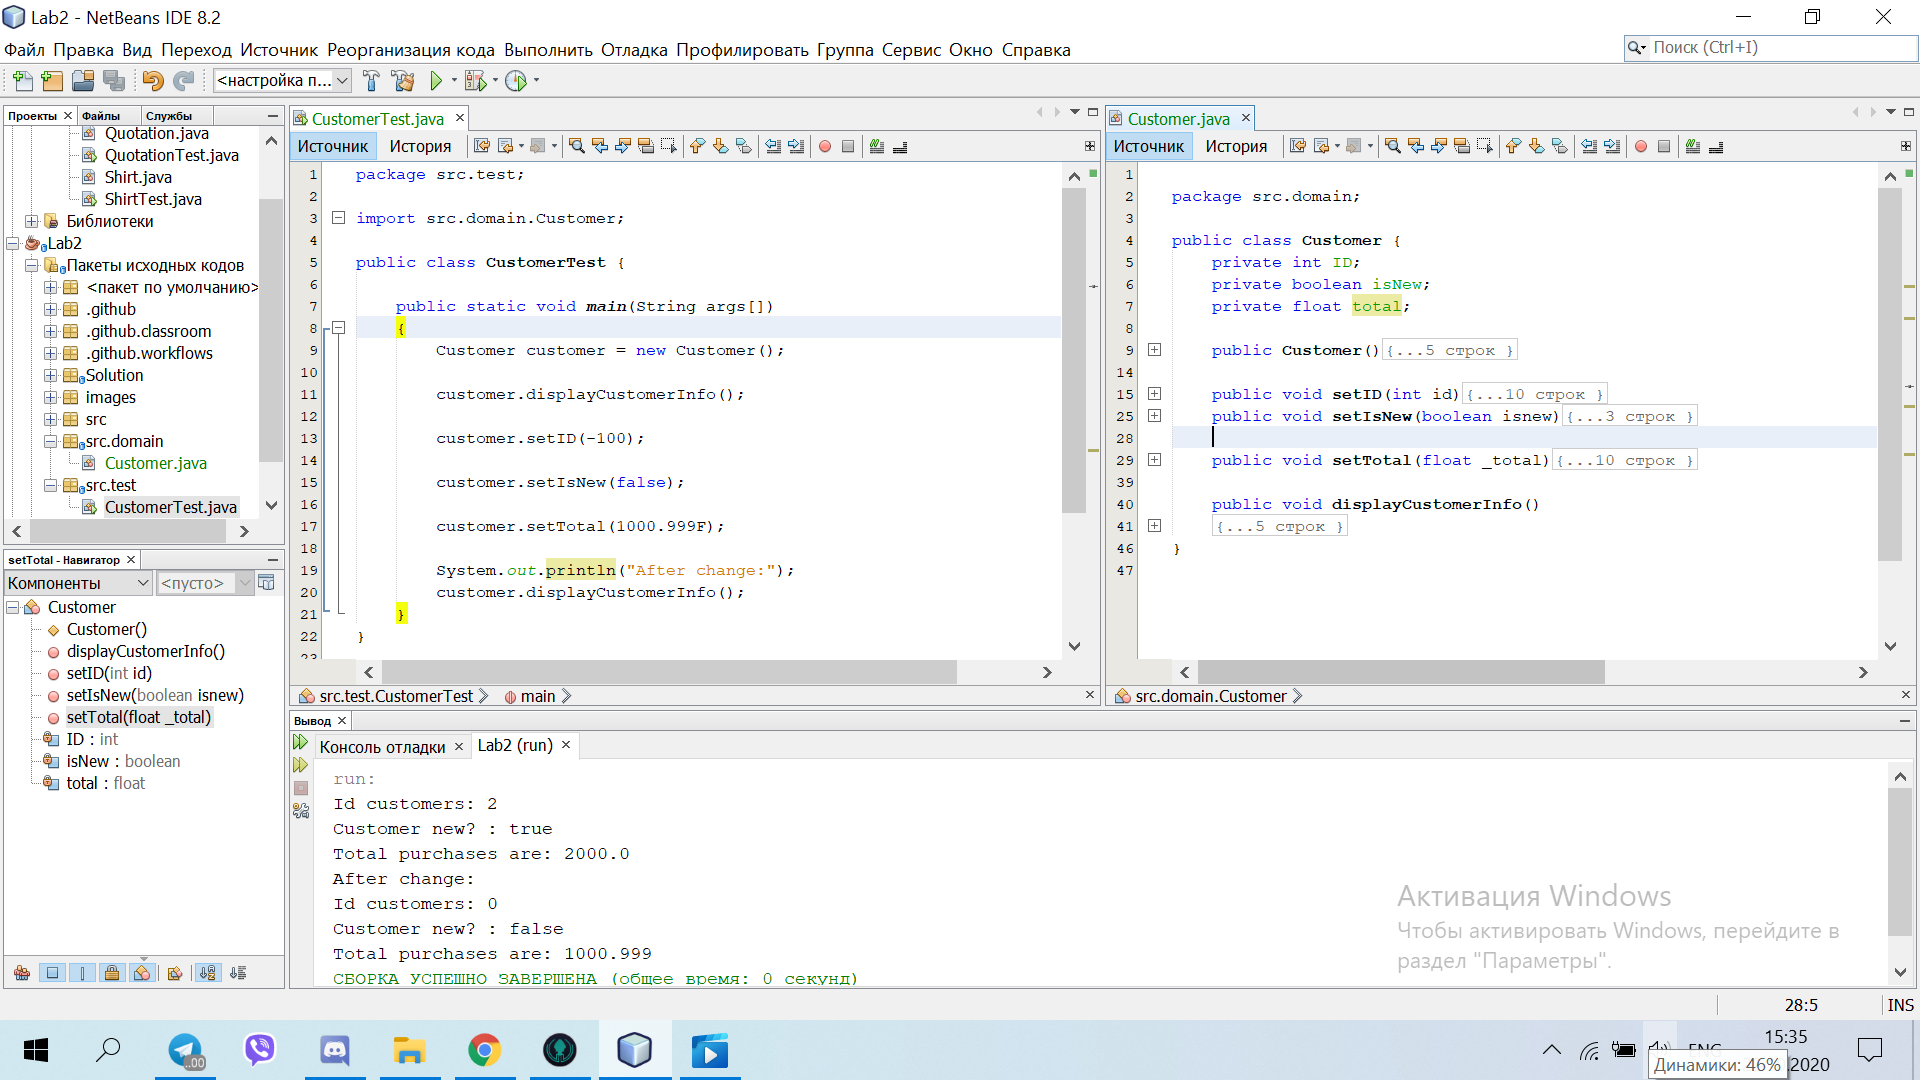 Lab2 - NetBeans IDE 8.2
Файл Правка Вид Переход Источник Реорганизация кода Выполнить Отладка Профилировать Группа Сервис Окно Справка
Поиск (Ctrl+I)
<настройка п...
Проекты Файлы Службы
Quotation.java
QuotationTest.java
Shirt.java
ShirtTest.java
Библиотеки
Lab2
Пакеты исходных кодов
<пакет по умолчанию>
.github
.github.classroom
.github.workflows
Solution
images
src
src.domain
Customer.java
src.test
CustomerTest.java
setTotal - Навигатор
Компоненты <пусто>
Customer
Customer()
displayCustomerInfo()
setID(int id)
setIsNew(boolean isnew)
setTotal(float _total)
ID : int
isNew : boolean
total : float
CustomerTest.java
Источник История
1 package src.test;
2
3 import src.domain.Customer;
4
5 public class CustomerTest {
6
7 public static void main(String args[])
8 {
9 Customer customer = new Customer();
10
11 customer.displayCustomerInfo();
12
13 customer.setID(-100);
14
15 customer.setIsNew(false);
16
17 customer.setTotal(1000.999F);
18
19 System.out.println("After change:");
20 customer.displayCustomerInfo();
21 }
22 }
23
src.test.CustomerTest main
Customer.java
Источник История
1
2 package src.domain;
3
4 public class Customer {
5 private int ID;
6 private boolean isNew;
7 private float total;
8
9 public Customer() {...5 строк }
14
15 public void setID(int id) {...10 строк }
25 public void setIsNew(boolean isnew) {...3 строк }
28
29 public void setTotal(float _total) {...10 строк }
39
40 public void displayCustomerInfo()
41 {...5 строк }
46 }
47
src.domain.Customer
Вывод
Консоль отладки Lab2 (run)
run:
Id customers: 2
Customer new? : true
Total purchases are: 2000.0
After change:
Id customers: 0
Customer new? : false
Total purchases are: 1000.999
СБОРКА УСПЕШНО ЗАВЕРШЕНА (общее время: 0 секунд)
Активация Windows
Чтобы активировать Windows, перейдите в
раздел "Параметры".
28:5 INS
..00
15:35
Динамики: 46%
.2020